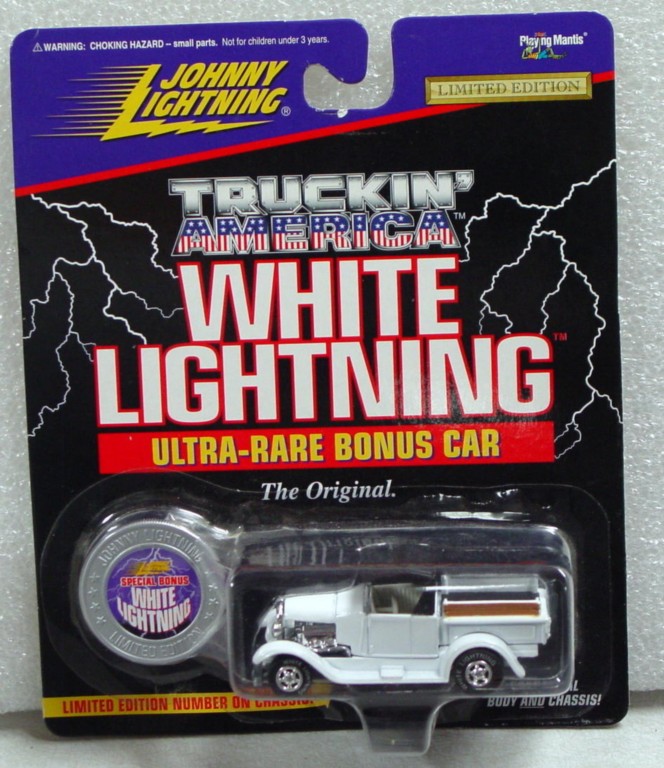 ⚠WARNING: CHOKING HAZARD – small parts. Not for children under 3 years.
Playing Mantis®
JOHNNY
LIGHTNING®
LIMITED EDITION
TRUCKIN'
AMERICA™
WHITE
LIGHTNING™
ULTRA-RARE BONUS CAR
The Original.
JOHNNY LIGHTNING
SPECIAL BONUS
WHITE
LIGHTNING
LIMITED EDITION
LIGHTNING
LIMITED EDITION NUMBER ON CHASSIS!
BODY AND CHASSIS!